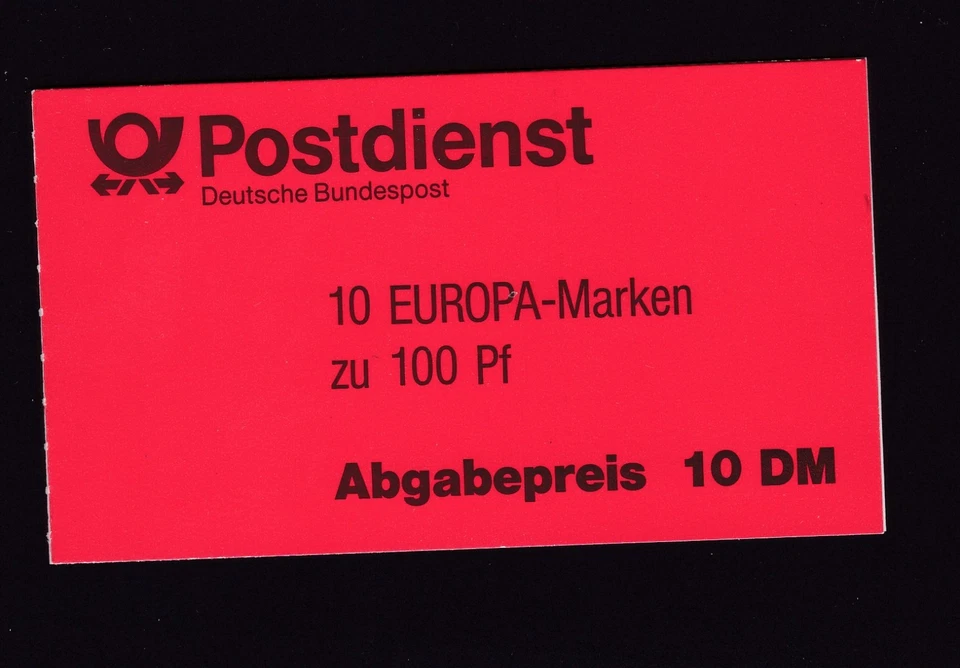 Postdienst
Deutsche Bundespost
10 EUROPA-Marken
zu 100 Pf
Abgabepreis 10 DM